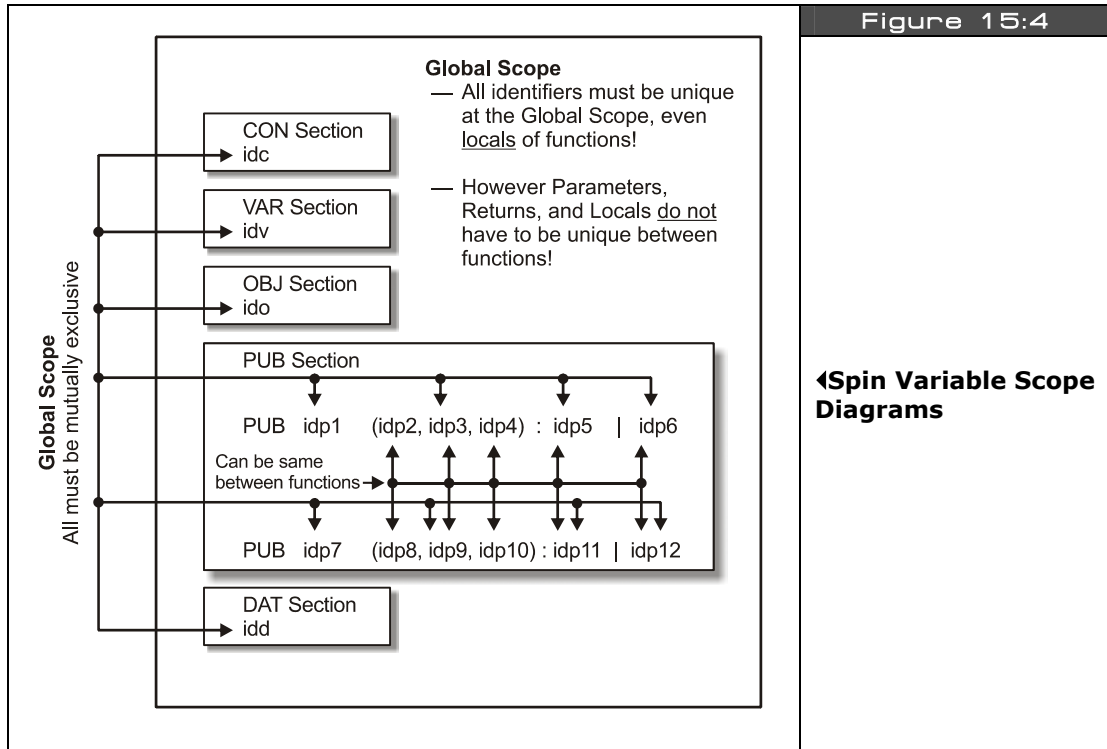 Figure 15:4
Global Scope
— All identifiers must be unique
at the Global Scope, even
locals of functions!
— However Parameters,
Returns, and Locals do not
have to be unique between
functions!
CON Section
idc
VAR Section
idv
OBJ Section
ido
Global Scope
All must be mutually exclusive
PUB Section
PUB idp1 (idp2, idp3, idp4) : idp5 | idp6
Can be same
between functions
PUB idp7 (idp8, idp9, idp10) : idp11 | idp12
DAT Section
idd
Spin Variable Scope
Diagrams